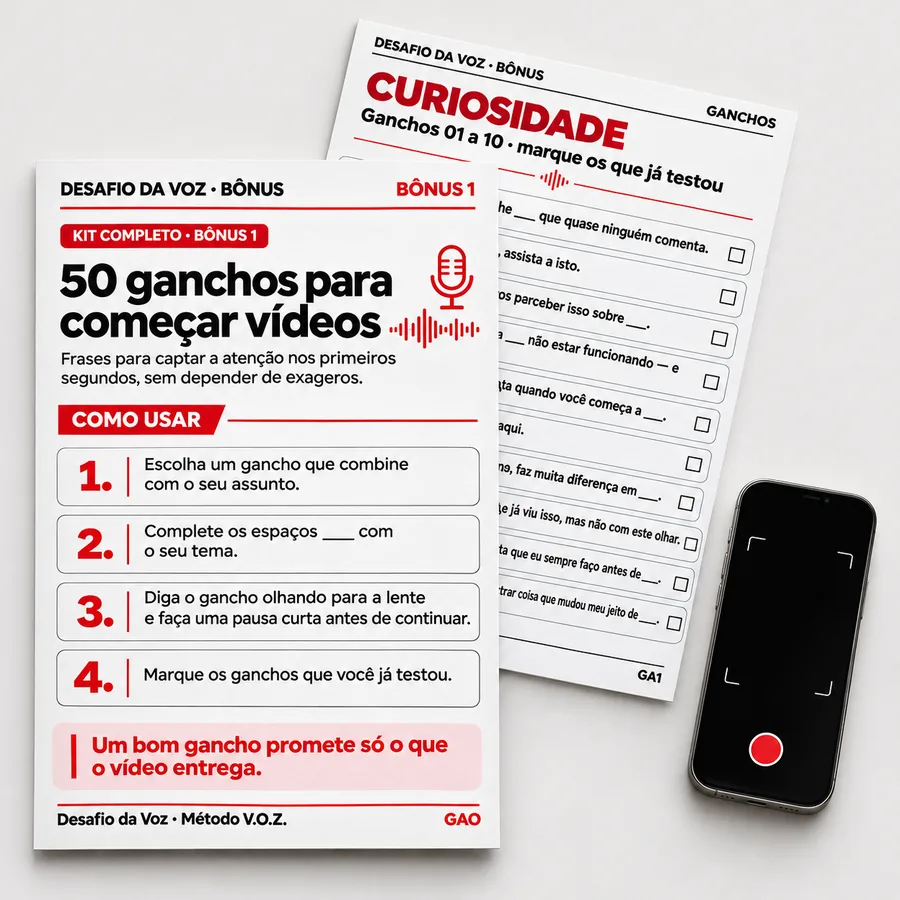 DESAFIO DA VOZ • BÔNUS
BÔNUS 1
KIT COMPLETO • BÔNUS 1
50 ganchos para
começar vídeos
Frases para captar a atenção nos primeiros
segundos, sem depender de exageros.
COMO USAR
1.
Escolha um gancho que combine
com o seu assunto.
2.
Complete os espaços ___ com
o seu tema.
3.
Diga o gancho olhando para a lente
e faça uma pausa curta antes de continuar.
4.
Marque os ganchos que você já testou.
Um bom gancho promete só o que
o vídeo entrega.
Desafio da Voz • Método V.O.Z.
GAO
DESAFIO DA VOZ • BÔNUS
GANCHOS
CURIOSIDADE
Ganchos 01 a 10 • marque os que já testou
___ que quase ninguém comenta.
, assista a isto.
parceber isso sobre ___.
___ não estar funcionando — e
quando você começa a ___.
aqui.
, faz muita diferença em ___.
já viu isso, mas não com este olhar.
que eu sempre faço antes de ___.
coisa que mudou meu jeito de ___.
GA1